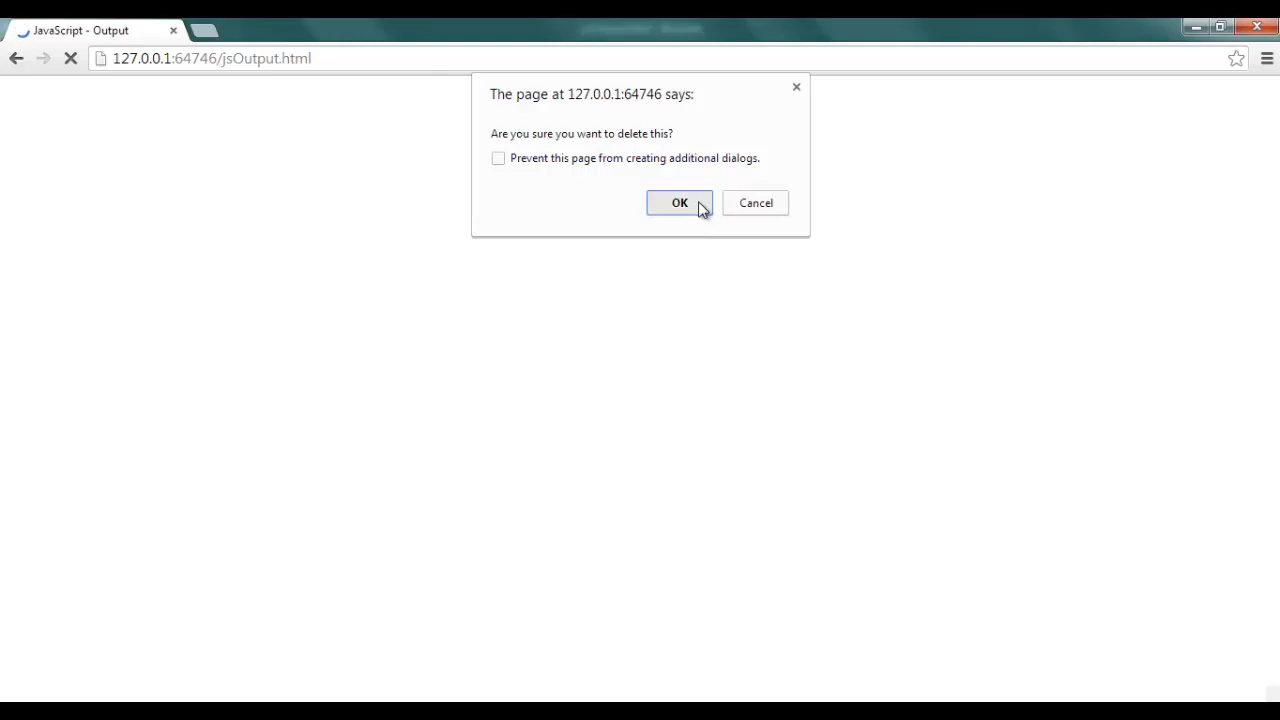 JavaScript - Output
127.0.0.1:64746/jsOutput.html
The page at 127.0.0.1:64746 says:
Are you sure you want to delete this?
Prevent this page from creating additional dialogs.
OK Cancel